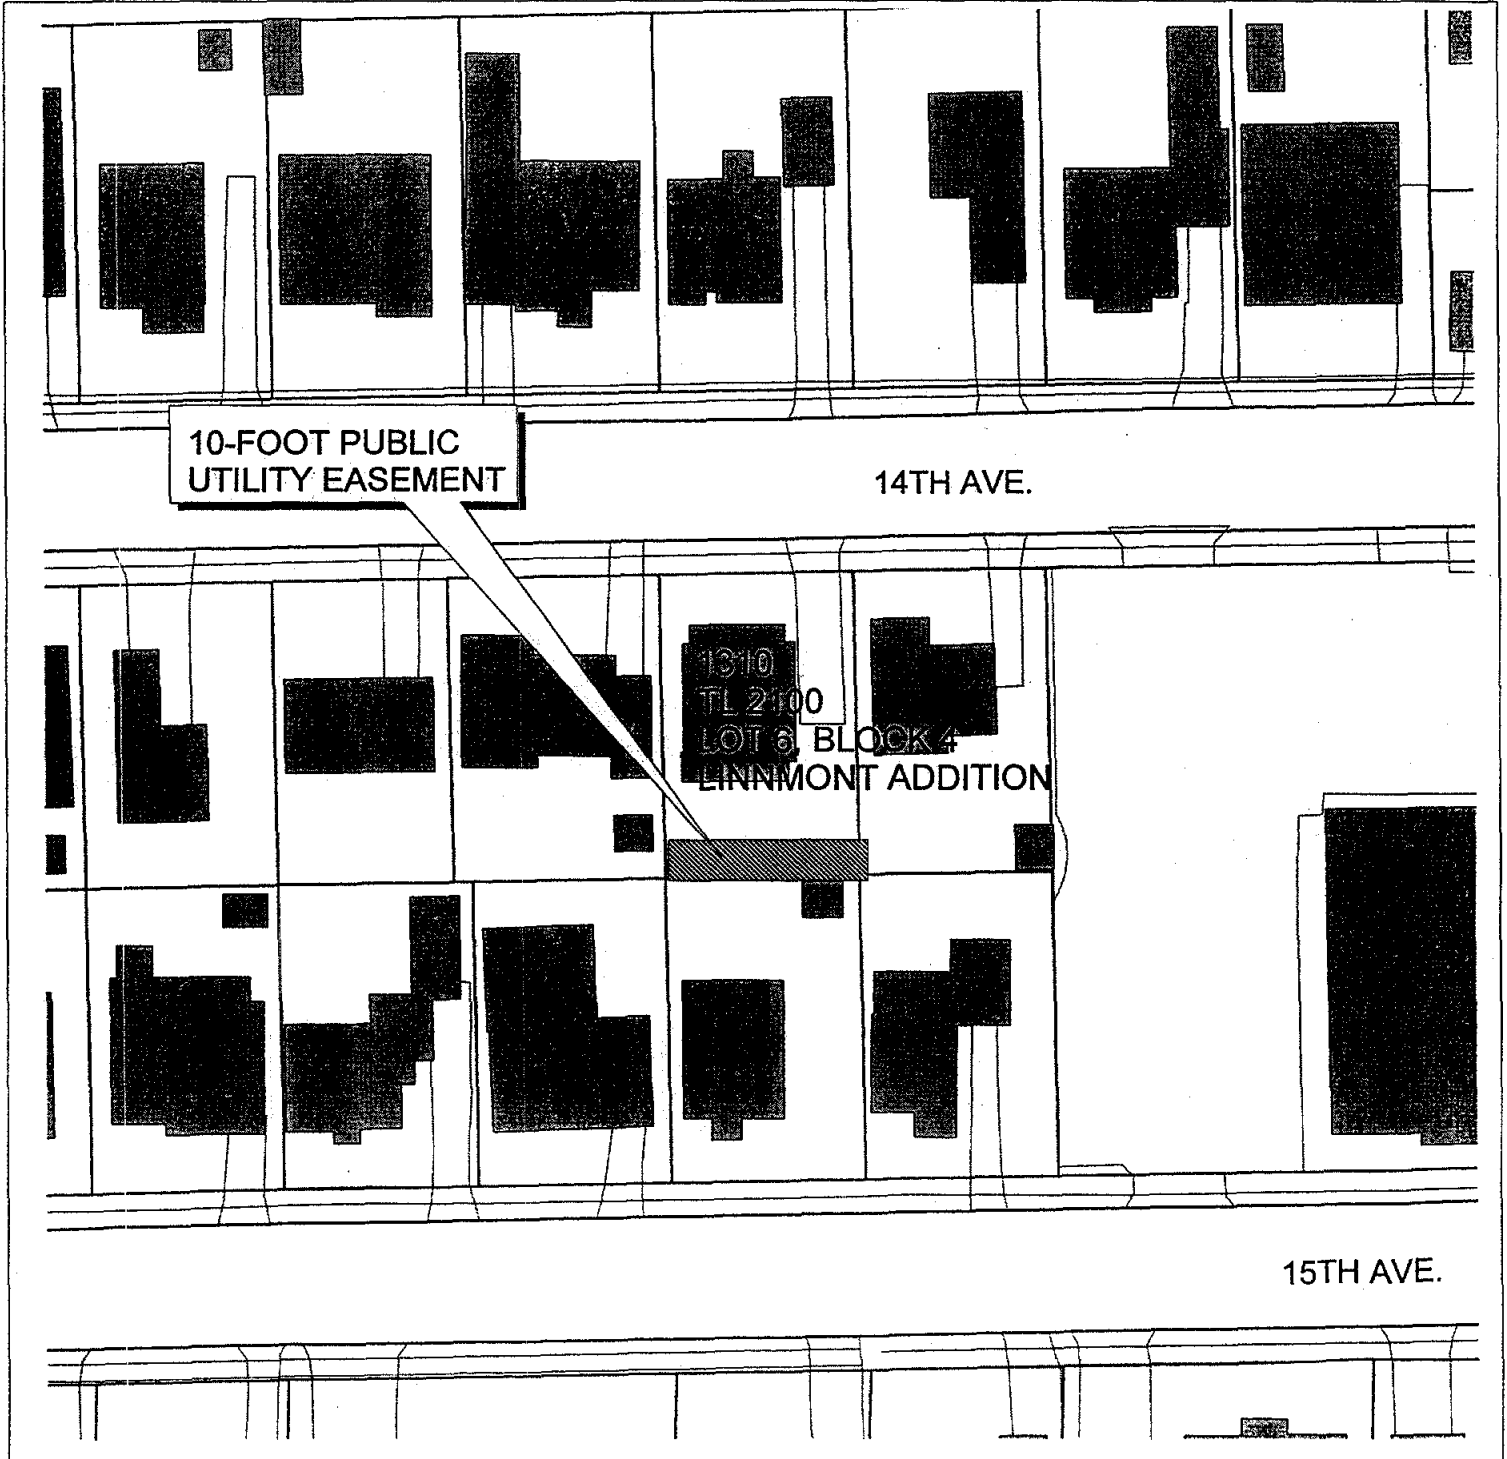 10-FOOT PUBLIC
UTILITY EASEMENT
14TH AVE.
1310
TL 2100
LOT 6, BLOCK 4
LINNMONT ADDITION
15TH AVE.